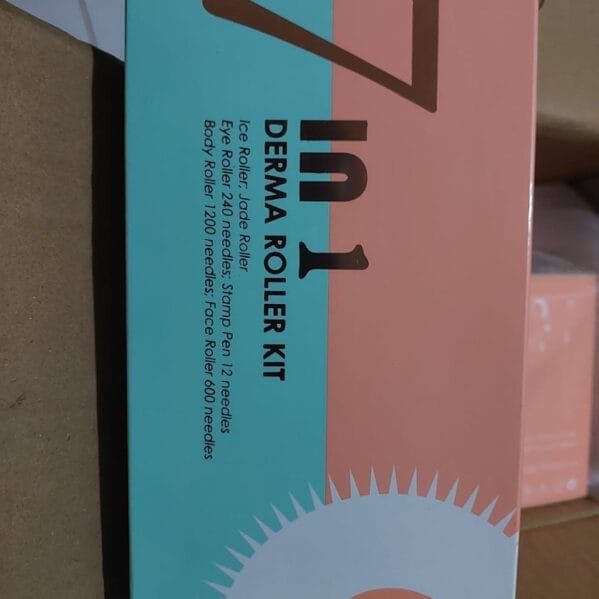 7
In 1
DERMA ROLLER KIT
Ice Roller; Jade Roller
Eye Roller 240 needles; Stamp Pen 12 needles
Body Roller 1200 needles; Face Roller 600 needles